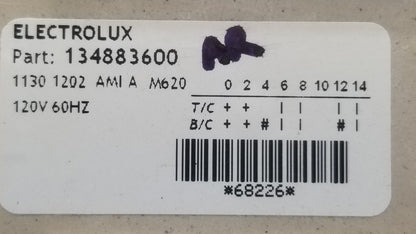 ELECTROLUX
Part: 134883600
1130 1202 AMI A M620
120V 60HZ
0 2 4 6 8 10 12 14
T/C + + | | | |
B/C + + # | | # |
*68226*